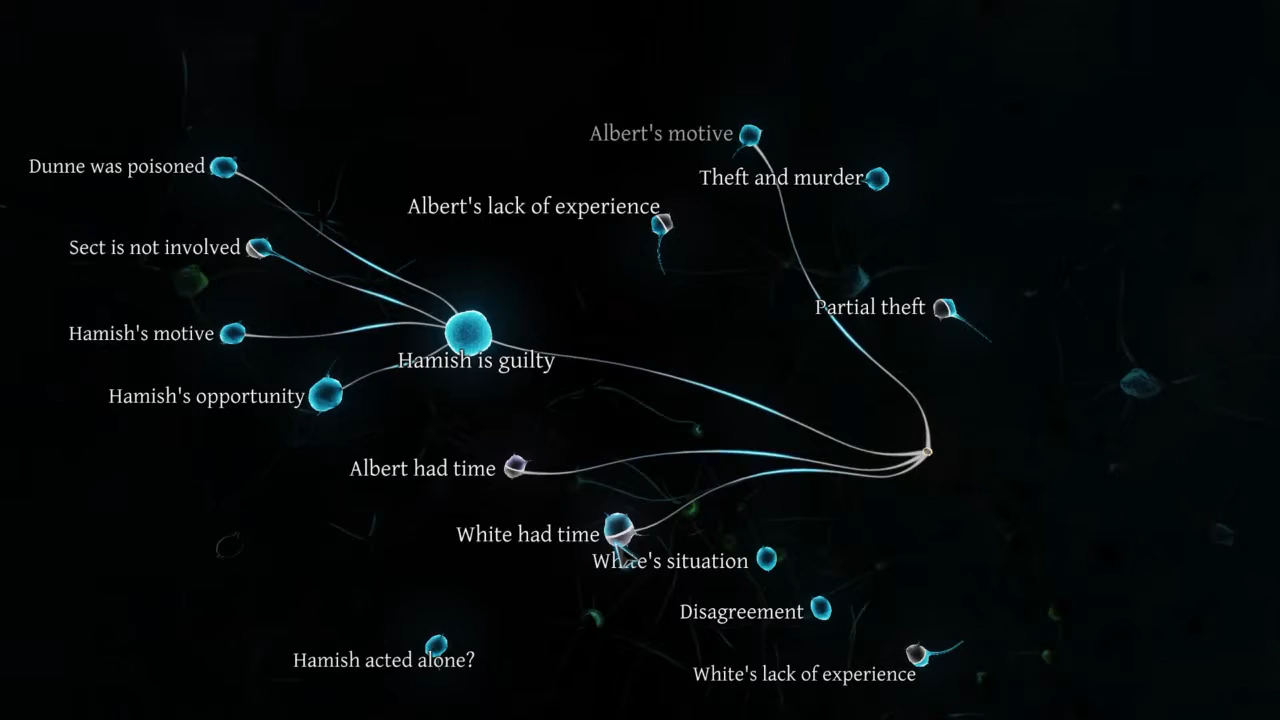 Albert's motive
Dunne was poisoned
Theft and murder
Albert's lack of experience
Sect is not involved
Partial theft
Hamish's motive
Hamish is guilty
Hamish's opportunity
Albert had time
White had time
White's situation
Disagreement
Hamish acted alone?
White's lack of experience